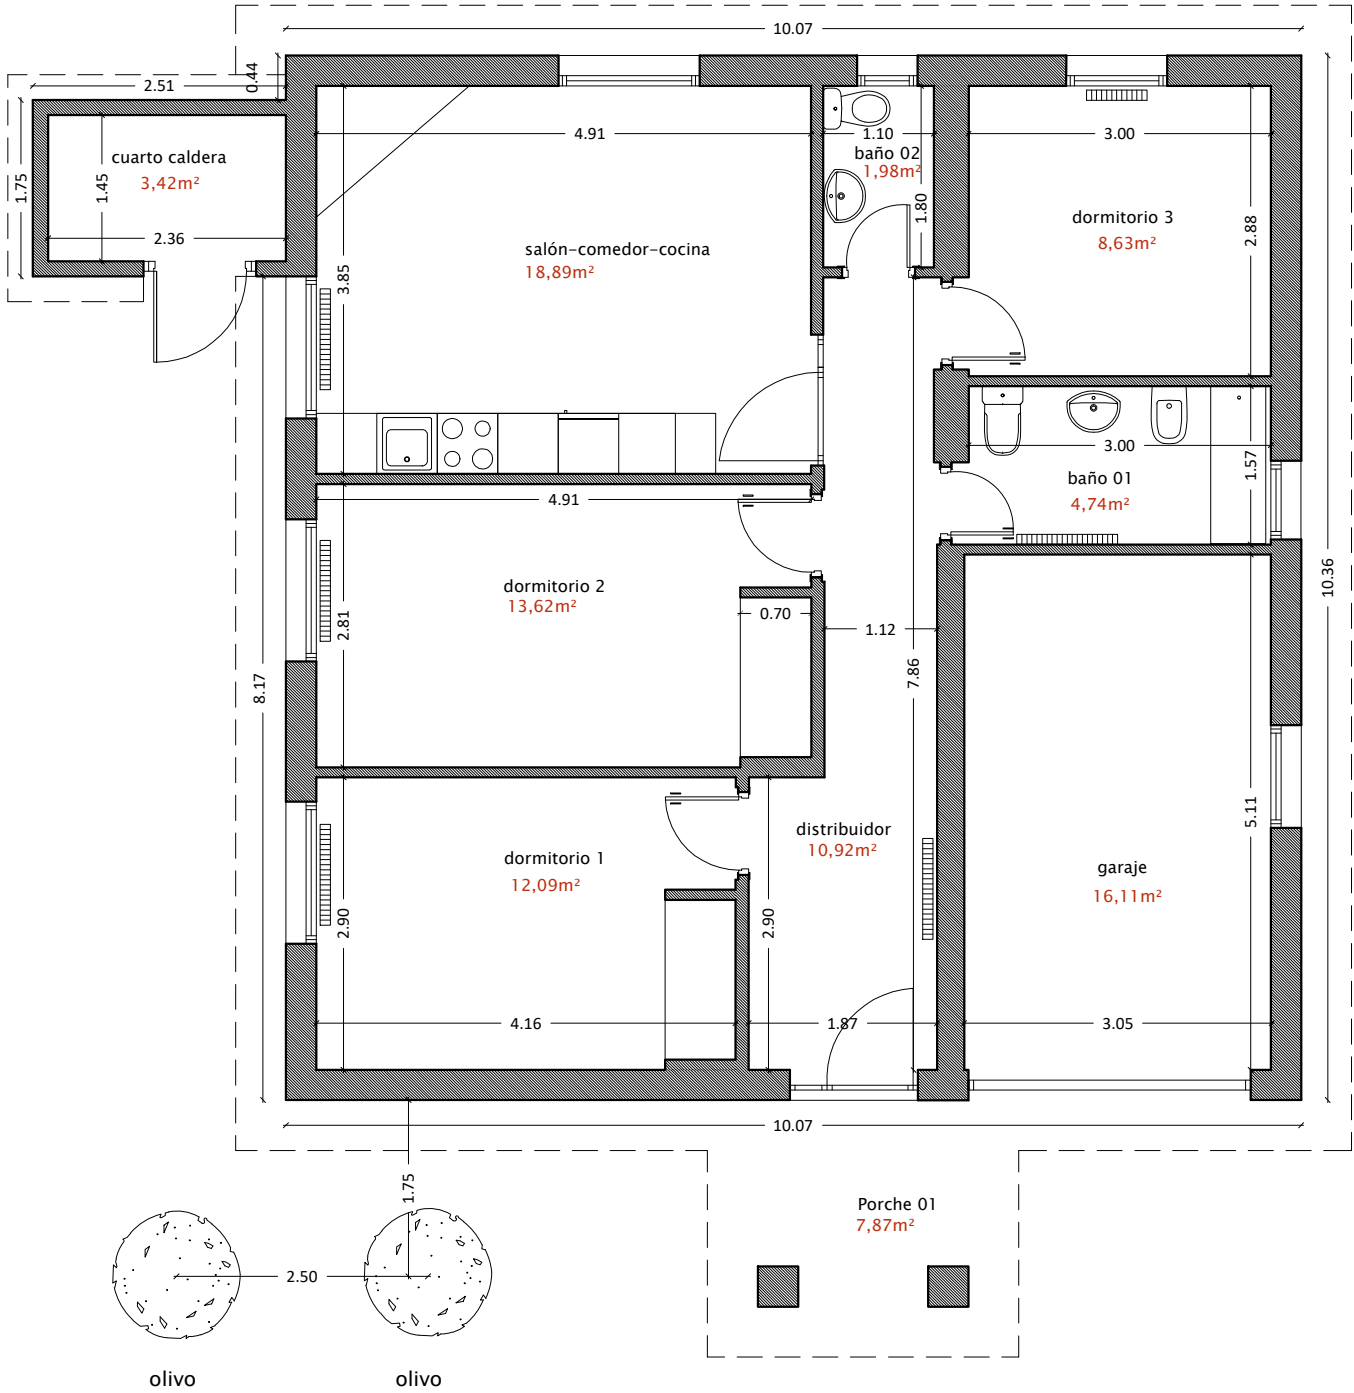 10.07
2.51
0.44
4.91
1.10
3.00
cuarto caldera
3,42m²
1.75
1.45
2.36
baño 02
1,98m²
1.80
dormitorio 3
8,63m²
2.88
salón-comedor-cocina
18,89m²
3.85
3.00
baño 01
4,74m²
1.57
4.91
dormitorio 2
13,62m²
2.81
0.70
1.12
7.86
10.36
8.17
distribuidor
10,92m²
5.11
dormitorio 1
12,09m²
garaje
16,11m²
2.90
2.90
4.16
1.87
3.05
10.07
1.75
Porche 01
7,87m²
2.50
olivo
olivo